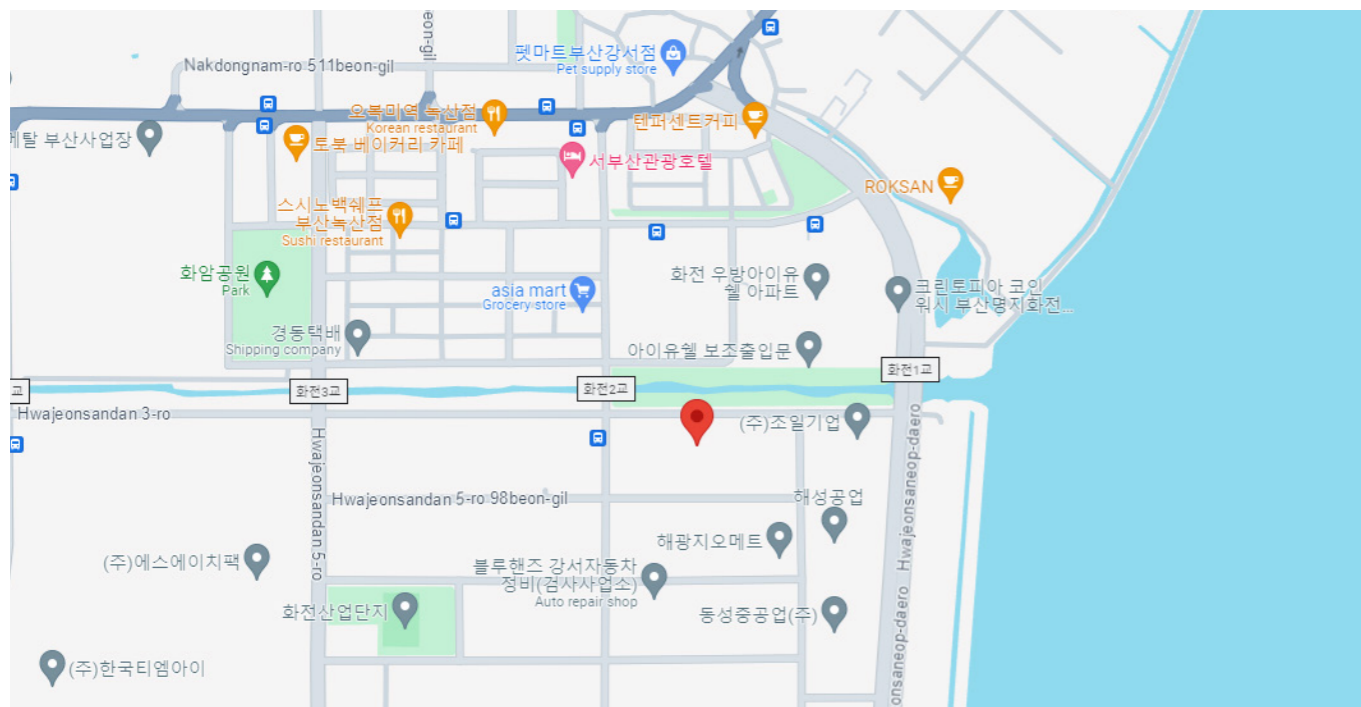 eon-gil
펫마트부산강서점
Pet supply store
Nakdongnam-ro 511beon-gil
오복미역 녹산점
Korean restaurant
텐퍼센트커피
메탈 부산사업장
토북 베이커리 카페
서부산관광호텔
ROKSAN
스시노백쉐프
부산녹산점
Sushi restaurant
화암공원
Park
화전 우방아이유
쉘 아파트
크린토피아 코인
워시 부산명지화전...
asia mart
Grocery store
경동택배
Shipping company
아이유쉘 보조출입문
화전1교
교
화전3교
화전2교
Hwajeonsandan 3-ro
(주)조일기업
Hwajeonsandan 5-ro
Hwajeonsaneop-daero
Hwajeonsandan 5-ro 98beon-gil
해성공업
해광지오메트
(주)에스에이치팩
블루핸즈 강서자동차
정비(검사사업소)
Auto repair shop
화전산업단지
동성중공업(주)
onsaneop-daero
(주)한국티엠아이